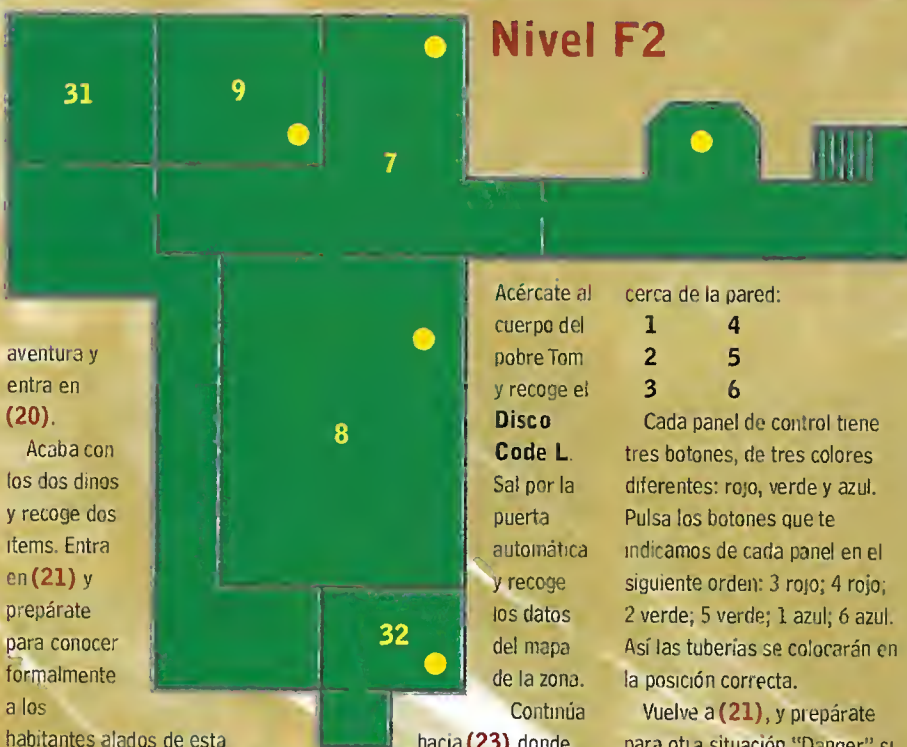 Nivel F2
31
9
7
8
32
aventura y
entra en
(20).
Acaba con
los dos dinos
y recoge dos
items. Entra
en (21) y
prepárate
para conocer
formalmente
a los
habitantes alados de esta
Acércate al
cuerpo del
pobre Tom
y recoge el
Disco
Code L.
Sal por la
puerta
automática
y recoge
los datos
del mapa
de la zona.
Continúa
hacia (23) donde
cerca de la pared:
1 4
2 5
3 6
Cada panel de control tiene
tres botones, de tres colores
diferentes: rojo, verde y azul.
Pulsa los botones que te
indicamos de cada panel en el
siguiente orden: 3 rojo; 4 rojo;
2 verde; 5 verde; 1 azul; 6 azul.
Así las tuberías se colocarán en
la posición correcta.
Vuelve a (21), y prepárate
para otra situación "Danger" si